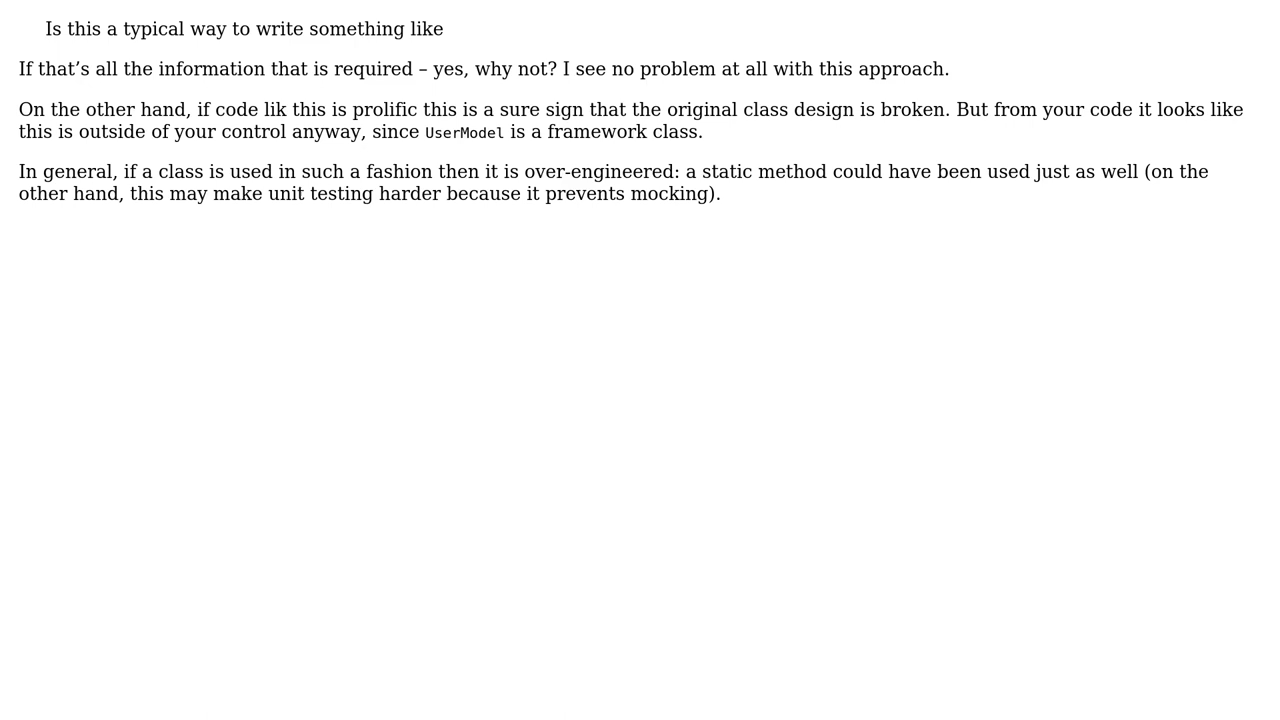 Is this a typical way to write something like
If that’s all the information that is required – yes, why not? I see no problem at all with this approach.
On the other hand, if code lik this is prolific this is a sure sign that the original class design is broken. But from your code it looks like
this is outside of your control anyway, since UserModel is a framework class.
In general, if a class is used in such a fashion then it is over-engineered: a static method could have been used just as well (on the
other hand, this may make unit testing harder because it prevents mocking).